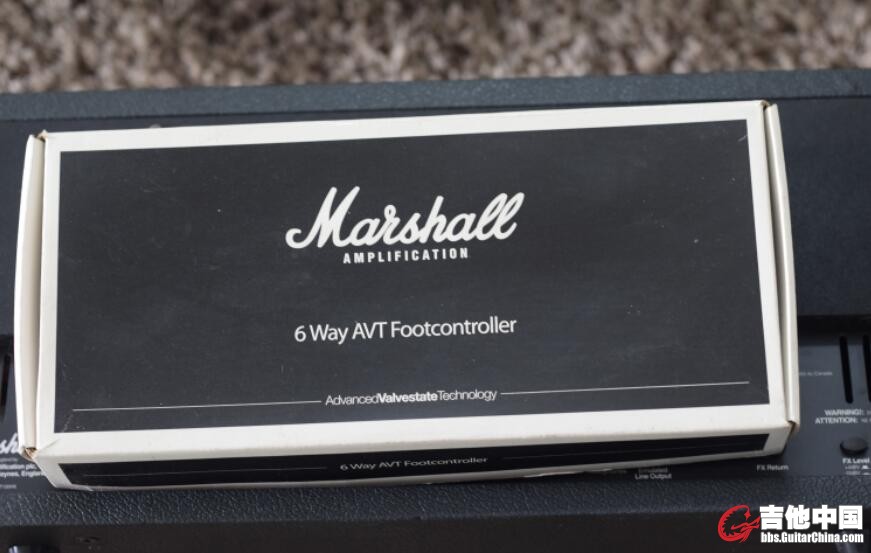 Marshall
AMPLIFICATION
6 Way AVT Footcontroller
AdvancedValvestateTechnology
6 Way AVT Footcontroller
WARNING!:
ATTENTION:
FX Level
FX Return
Emulated
Line Output
吉他中国
bbs.GuitarChina.com